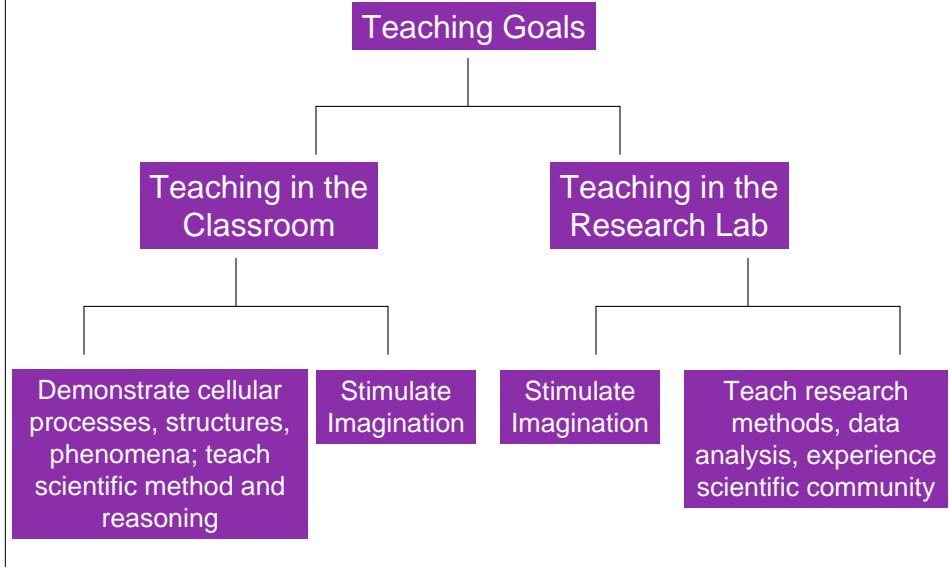 Teaching Goals
Teaching in the
Classroom
Teaching in the
Research Lab
Demonstrate cellular
processes, structures,
phenomena; teach
scientific method and
reasoning
Stimulate
Imagination
Stimulate
Imagination
Teach research
methods, data
analysis, experience
scientific community